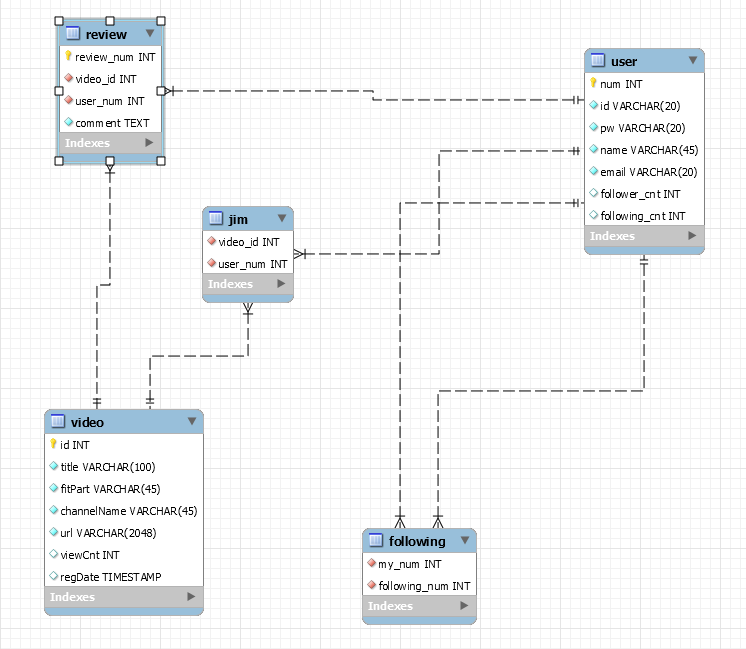 review
review_num INT
video_id INT
user_num INT
comment TEXT
Indexes
user
num INT
id VARCHAR(20)
pw VARCHAR(20)
name VARCHAR(45)
email VARCHAR(20)
follower_cnt INT
following_cnt INT
Indexes
jim
video_id INT
user_num INT
Indexes
video
id INT
title VARCHAR(100)
fitPart VARCHAR(45)
channelName VARCHAR(45)
url VARCHAR(2048)
viewCnt INT
regDate TIMESTAMP
Indexes
following
my_num INT
following_num INT
Indexes